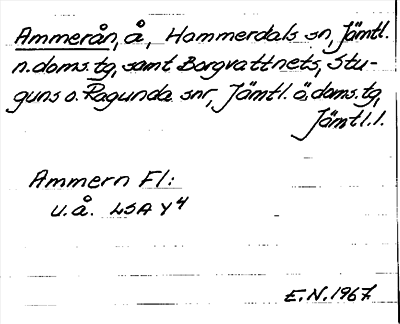 Ammerån, å, Hammerdals sn, Jämtl.
n.doms.tg, samt Borgvattnets, Stu-
guns o. Ragunda snr, Jämtl. ö.doms.tg,
Jämtl.l.
Ammern Fl:
u.å. LSA Y4
E.N.1967